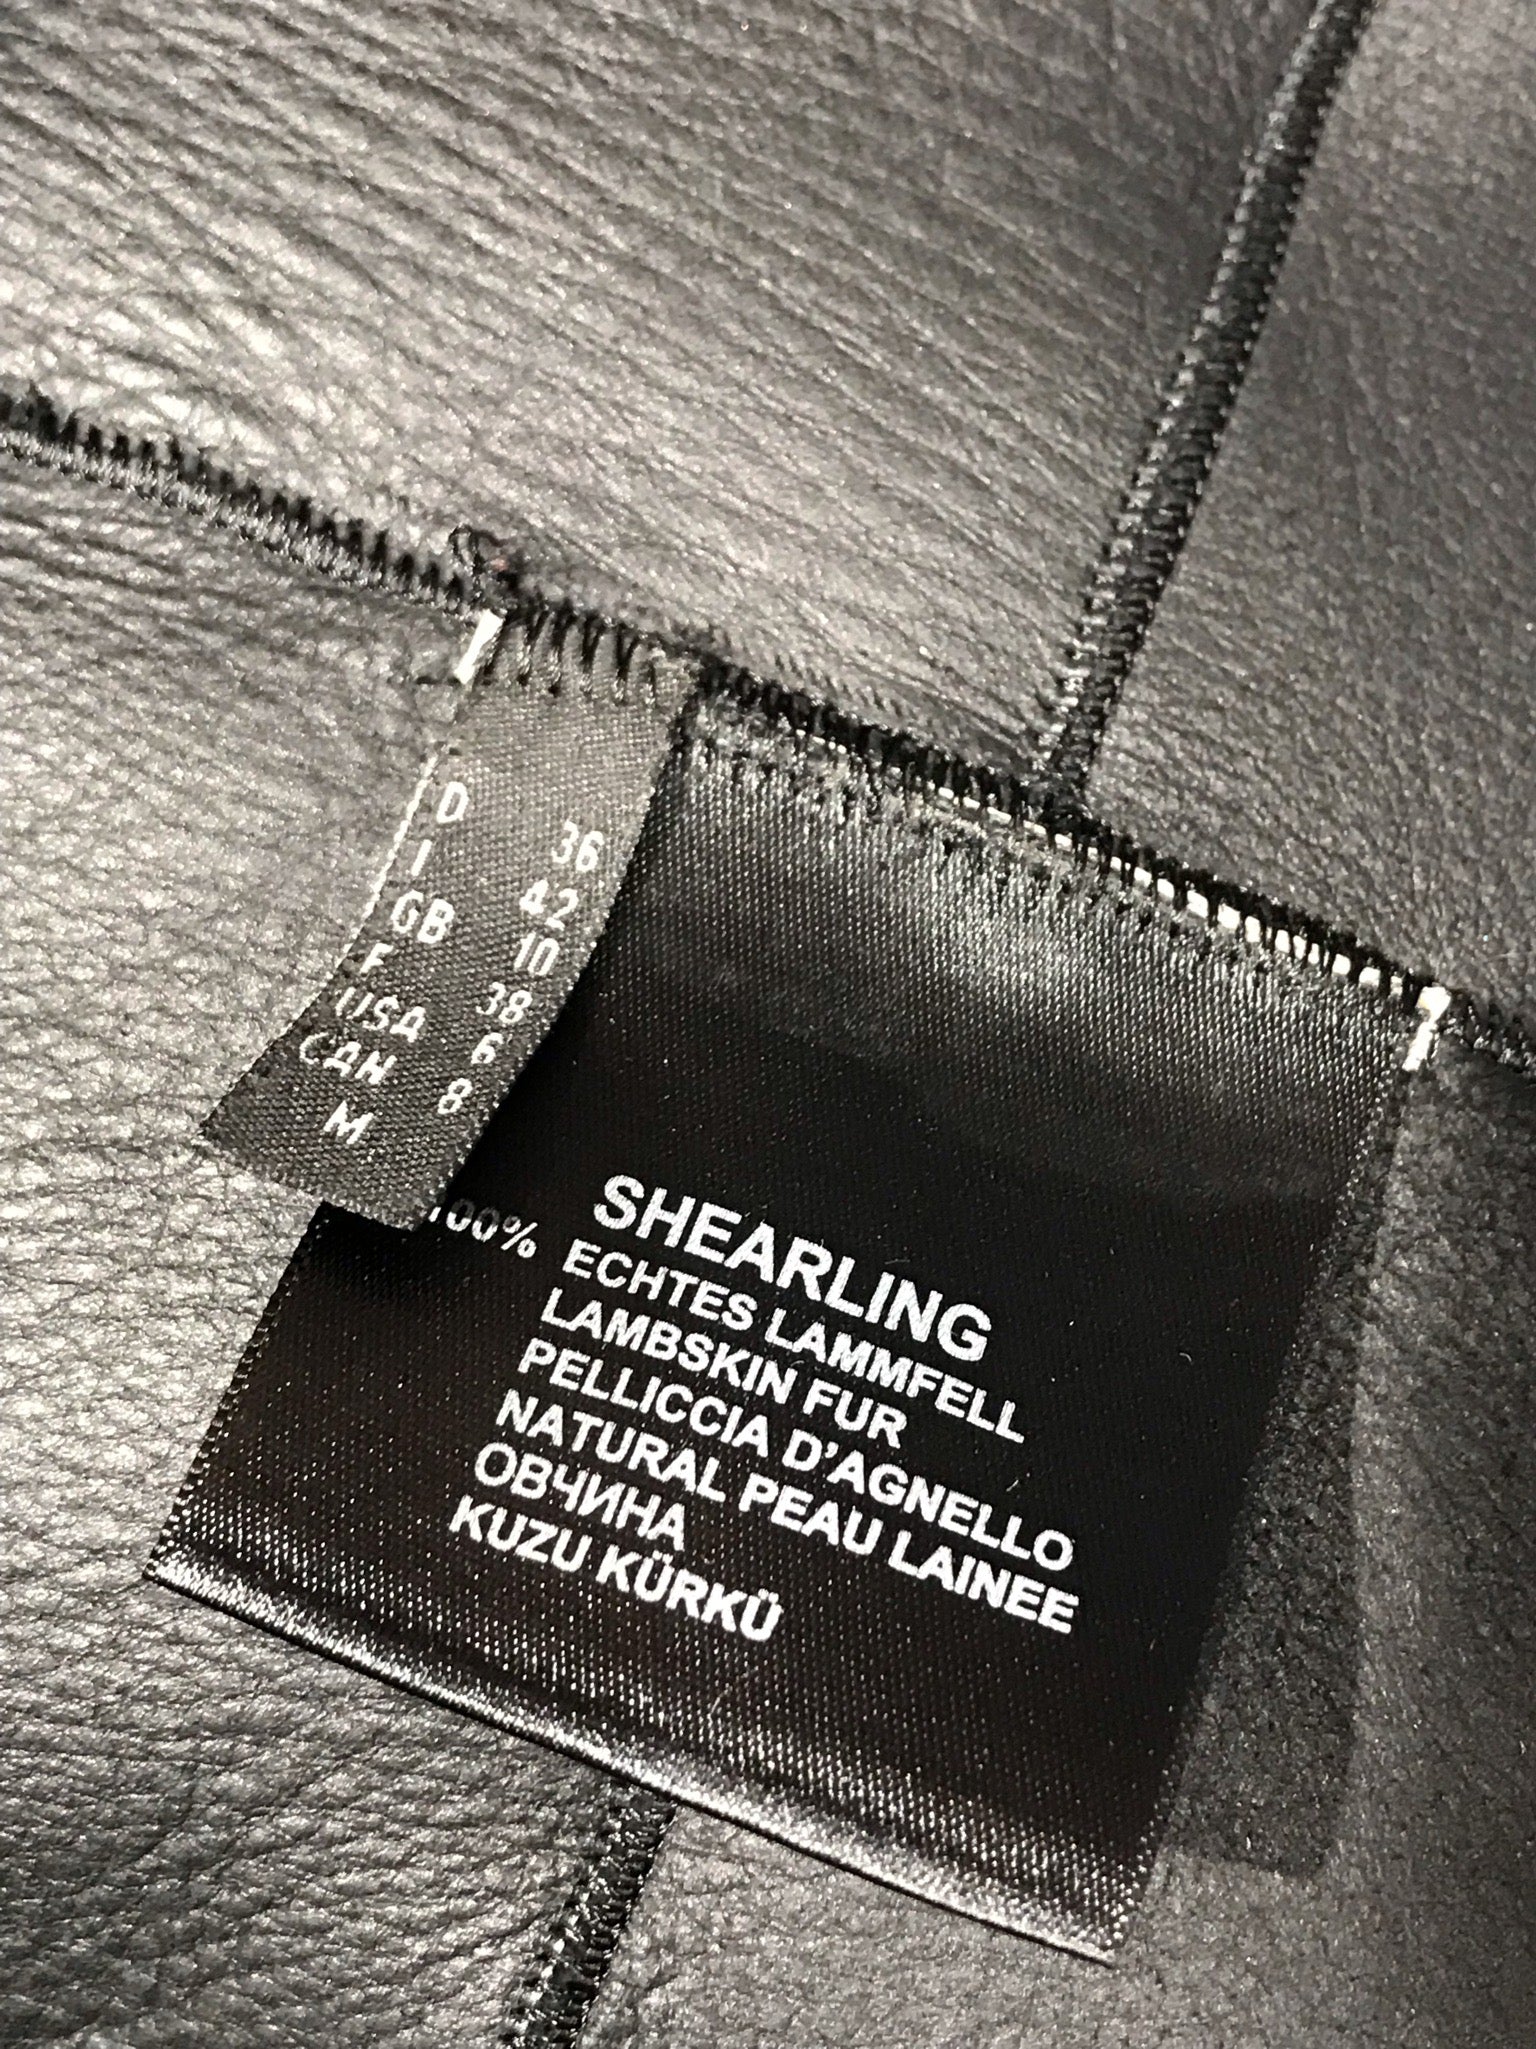 D 36
I 42
GB 10
F 38
USA 6
CДН 8
M
100% SHEARLING
ECHTES LAMMFELL
LAMBSKIN FUR
PELLICCIA D'AGNELLO
NATURAL PEAU LAINEE
ОВЧИНА
KUZU KÜRKÜ